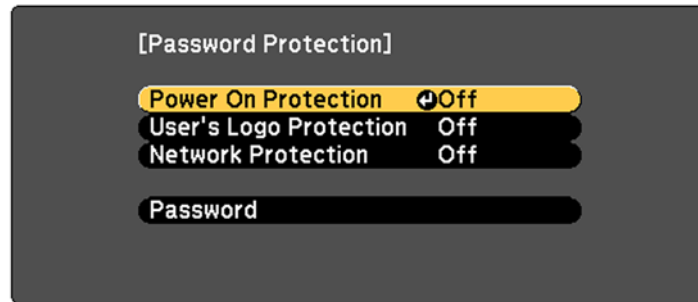 [Password Protection]
Power On Protection Off
User's Logo Protection Off
Network Protection Off
Password